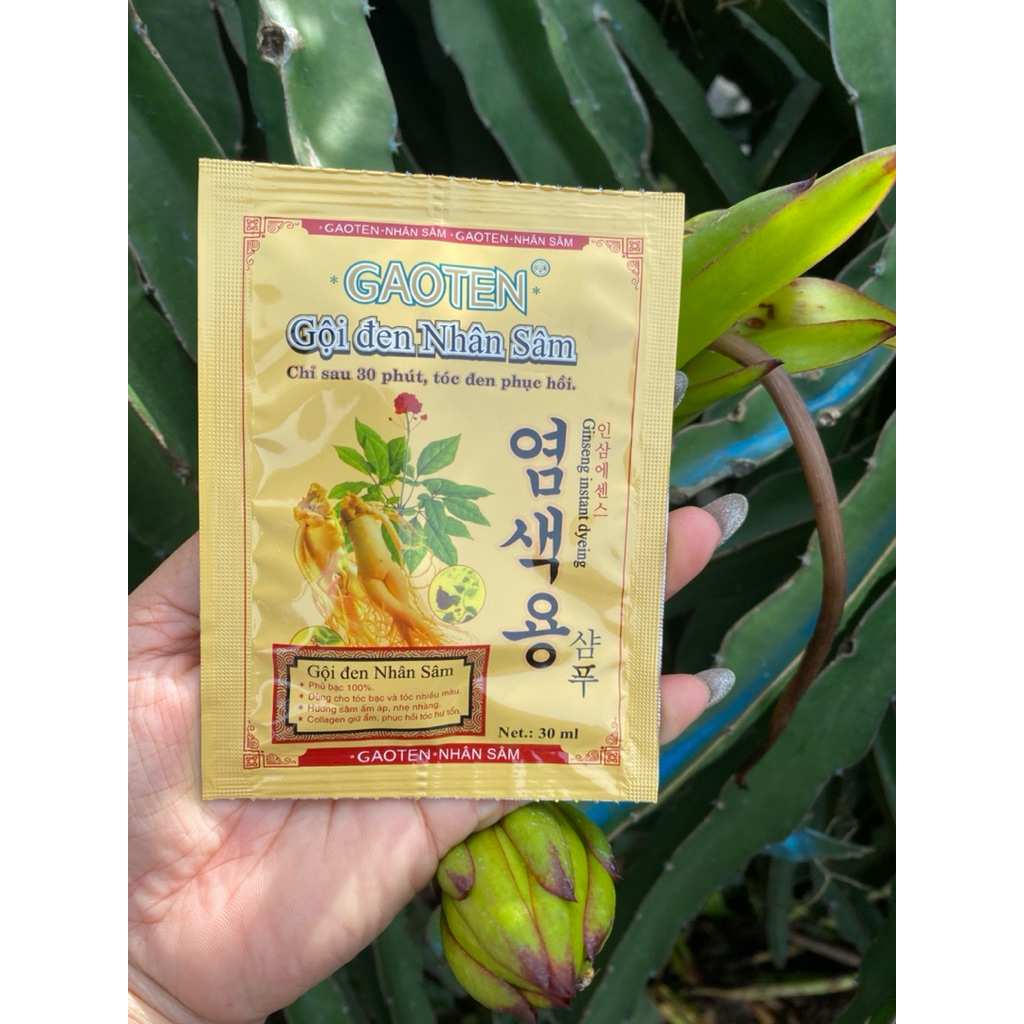 GAOTEN·NHÂN SÂM · GAOTEN·NHÂN SÂM
GAOTEN
Gội đen Nhân Sâm
Chỉ sau 30 phút, tóc đen phục hồi.
염색용
샴푸
인삼에센스
Ginseng instant dyeing
Gội đen Nhân Sâm
• Phủ bạc 100%.
• Dùng cho tóc bạc và tóc nhiều màu.
• Hương sâm ấm áp, nhẹ nhàng.
• Collagen giữ ẩm, phục hồi tóc hư tổn.
Net.: 30 ml
·GAOTEN·NHÂN SÂM·